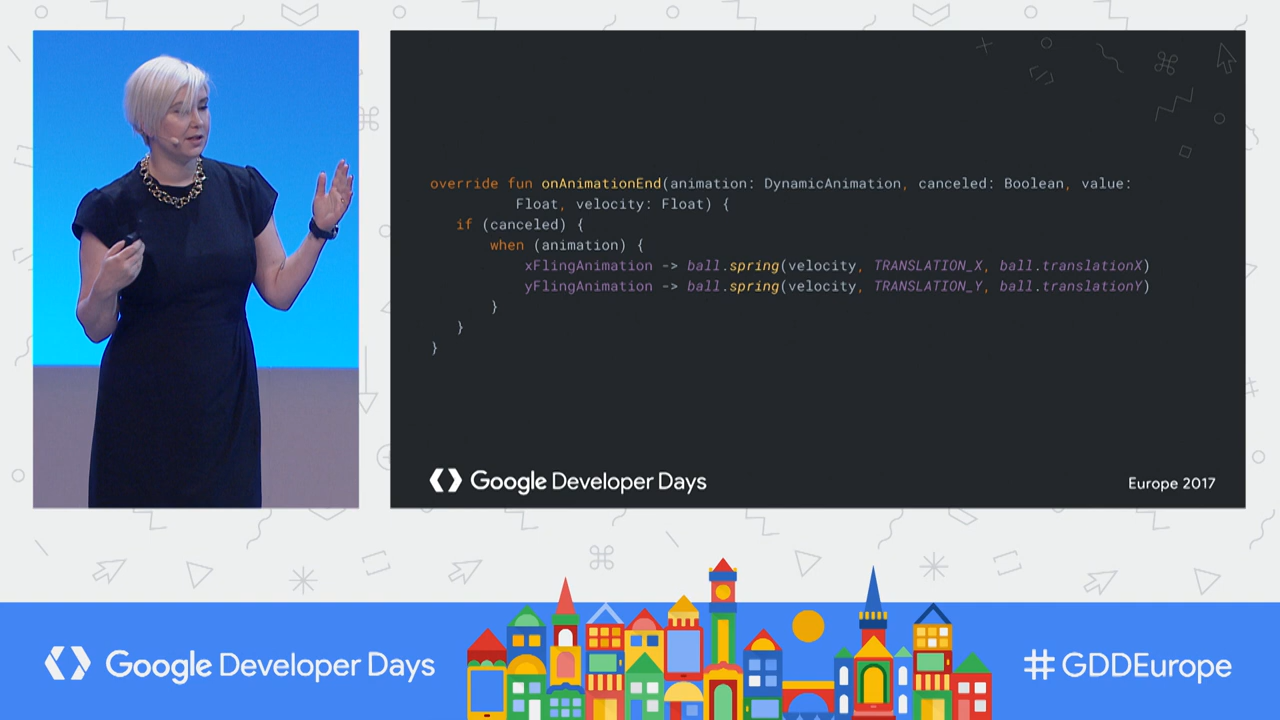 override fun onAnimationEnd(animation: DynamicAnimation, canceled: Boolean, value:
Float, velocity: Float) {
if (canceled) {
when (animation) {
xFlingAnimation -> ball.spring(velocity, TRANSLATION_X, ball.translationX)
yFlingAnimation -> ball.spring(velocity, TRANSLATION_Y, ball.translationY)
}
}
}
Google Developer Days
Europe 2017
Google Developer Days
#GDDEurope